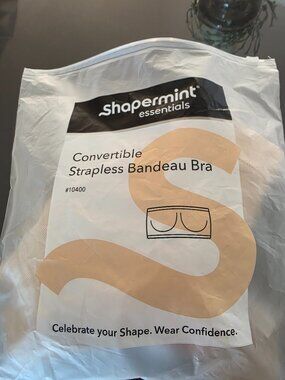 Shapermint
essentials
Convertible
Strapless Bandeau Bra
#10400
Celebrate your Shape. Wear Confidence.